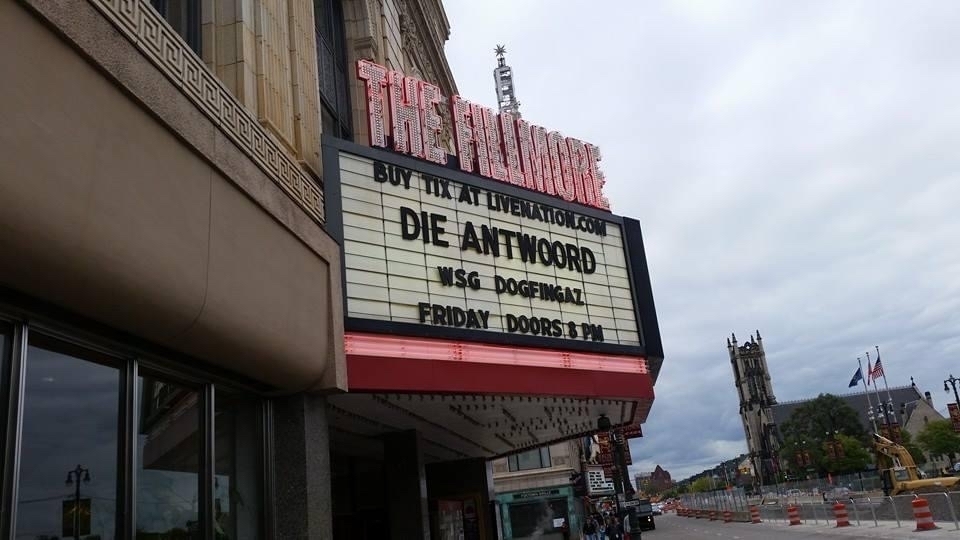 THE FILLMORE
BUY TIX AT LIVENATION.COM
DIE ANTWOORD
WSG DOGFINGAZ
FRIDAY DOORS 8 PM